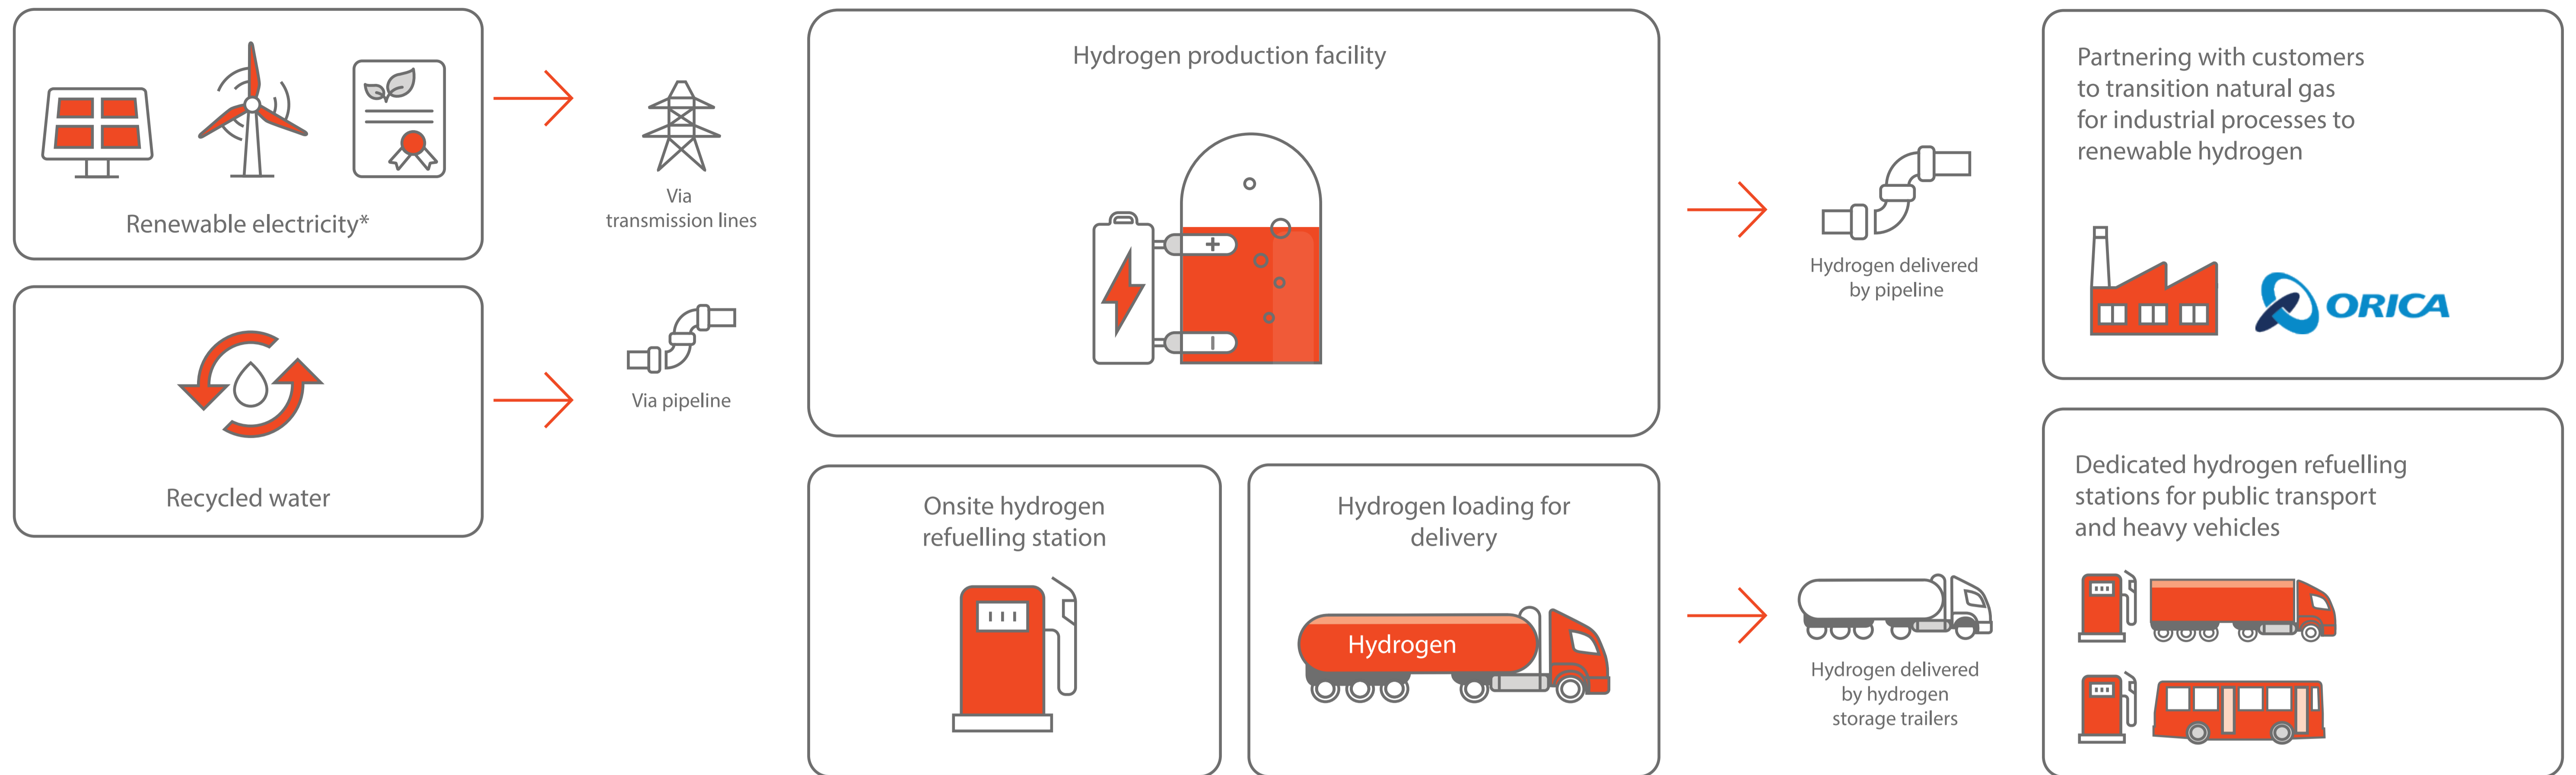 Renewable electricity*
Via
transmission lines
Recycled water
Via pipeline
Hydrogen production facility
+
–
Onsite hydrogen
refuelling station
Hydrogen loading for
delivery
Hydrogen
Hydrogen delivered
by pipeline
Hydrogen delivered
by hydrogen
storage trailers
Partnering with customers
to transition natural gas
for industrial processes to
renewable hydrogen
ORICA
Dedicated hydrogen refuelling
stations for public transport
and heavy vehicles